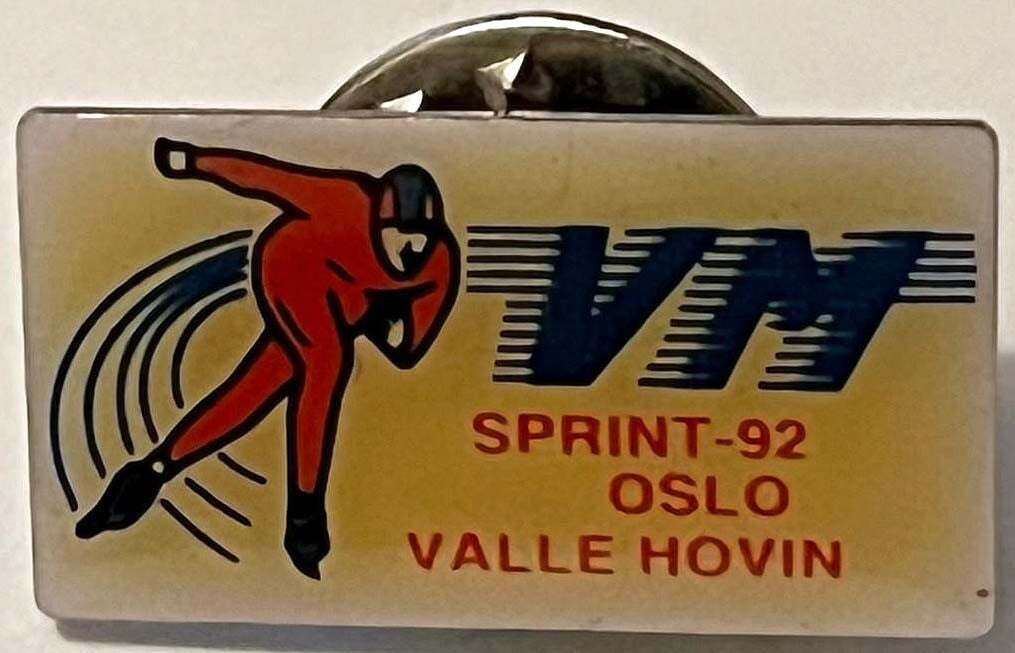 VM
SPRINT-92
OSLO
VALLE HOVIN